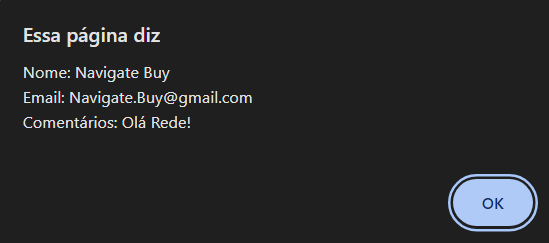 Essa página diz
Nome: Navigate Buy
Email: Navigate.Buy@gmail.com
Comentários: Olá Rede!
OK